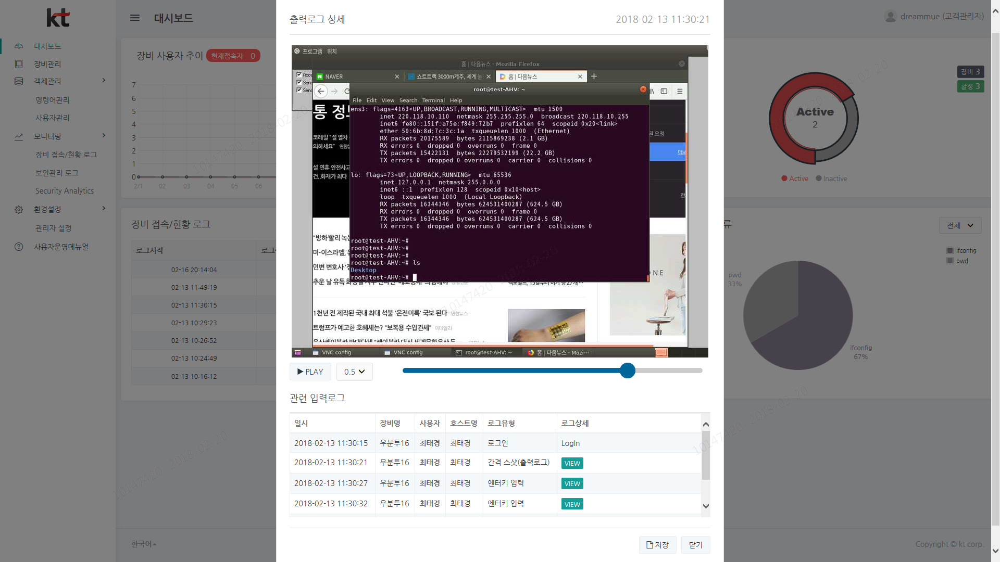 kt
대시보드
장비관리
객체관리
명령어관리
사용자관리
모니터링
장비 접속/현황 로그
보안관리 로그
Security Analytics
환경설정
관리자 설정
사용자운영메뉴얼
한국어
대시보드
dreammue (고객관리자)
장비 사용자 추이 현재접속자 0
7
6
5
4
3
2
1
0
2/1 02 03 04 05 06
장비 접속/현황 로그
로그시작 로그
02-16 20:14:04
02-13 11:49:19
02-13 11:30:15
02-13 10:29:23
02-13 10:26:52
02-13 10:24:49
02-13 10:16:12
출력로그 상세 2018-02-13 11:30:21
프로그램 위치
홈 | 다음뉴스 - Mozilla Firefox
Acce
Send
Send
NAVER
쇼트트랙 3000m계주, 세계
홈 | 다음뉴스
root@test-AHV: ~
File Edit View Search Terminal Help
ens3: flags=4163<UP,BROADCAST,RUNNING,MULTICAST> mtu 1500
inet 220.118.10.110 netmask 255.255.255.0 broadcast 220.118.10.255
inet6 fe80::151f:a75e:f849:72b7 prefixlen 64 scopeid 0x20<link>
ether 50:6b:8d:7c:3c:1a txqueuelen 1000 (Ethernet)
RX packets 20175589 bytes 2115869238 (2.1 GB)
RX errors 0 dropped 0 overruns 0 frame 0
TX packets 15422131 bytes 22279532199 (22.2 GB)
TX errors 0 dropped 0 overruns 0 carrier 0 collisions 0
lo: flags=73<UP,LOOPBACK,RUNNING> mtu 65536
inet 127.0.0.1 netmask 255.0.0.0
inet6 ::1 prefixlen 128 scopeid 0x10<host>
loop txqueuelen 1000 (Local Loopback)
RX packets 16344346 bytes 624531400287 (624.5 GB)
RX errors 0 dropped 0 overruns 0 frame 0
TX packets 16344346 bytes 624531400287 (624.5 GB)
TX errors 0 dropped 0 overruns 0 carrier 0 collisions 0
root@test-AHV:~#
root@test-AHV:~#
root@test-AHV:~#
root@test-AHV:~# ls
Desktop
root@test-AHV:~#
통 정보
코레일 "설 열차
의하세요"
설 연휴 안전사고
건,.화재가 최다
원 요청
더보
전
"빙하 빨리 녹는
미-이스라엘,
민변 변호사
추운 날 유독
1천년 전 제작된 국내 최대 석불 '은진미륵' 국보 된다 연합뉴스
트럼프가 예고한 호혜세는? "보복용 수입관세" 이데일리
ONE
VNC config
VNC config
root@test-AHV: ~
홈 | 다음뉴스 - Mozi…
PLAY
0.5
관련 입력로그
일시 장비명 사용자 호스트명 로그유형 로그상세
2018-02-13 11:30:15 우분투16 최태경 최태경 로그인 LogIn
2018-02-13 11:30:21 우분투16 최태경 최태경 간격 스샷(출력로그) VIEW
2018-02-13 11:30:27 우분투16 최태경 최태경 엔터키 입력 VIEW
2018-02-13 11:30:32 우분투16 최태경 최태경 엔터키 입력 VIEW
저장
닫기
장비 3
활성 3
Active
2
Active Inactive
류
전체
ifconfig
pwd
pwd
33%
ifconfig
67%
Copyright © kt corp.
10147420 2018-02-20
10147420 2018-02-20
10147420 2018-02-20
10147420 2018-02-20
2018-02-20